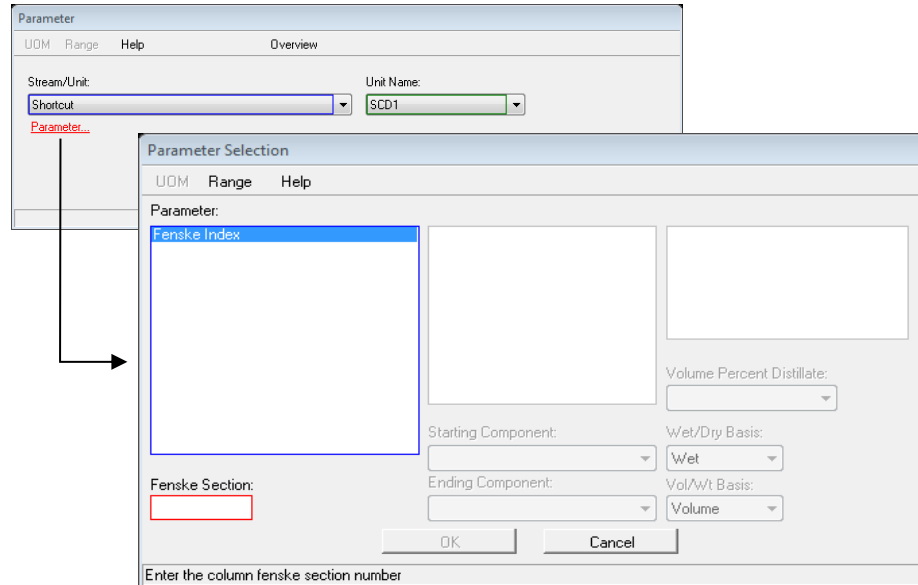 Parameter
UOM Range Help Overview
Stream/Unit: Unit Name:
Shortcut SCD1
Parameter...
Parameter Selection
UOM Range Help
Parameter:
Fenske Index
Volume Percent Distillate:
Starting Component: Wet/Dry Basis:
Wet
Fenske Section: Ending Component: Vol/Wt Basis:
Volume
OK Cancel
Enter the column fenske section number